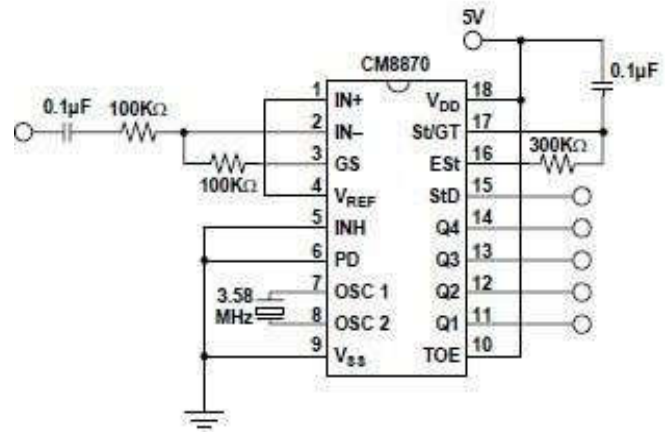 5V
CM8870
0.1µF
100KΩ
100KΩ
0.1µF
300KΩ
1 IN+
2 IN–
3 GS
4 VREF
5 INH
6 PD
7 OSC 1
8 OSC 2
9 VSS
3.58
MHz
VDD 18
St/GT 17
ESt 16
StD 15
Q4 14
Q3 13
Q2 12
Q1 11
TOE 10